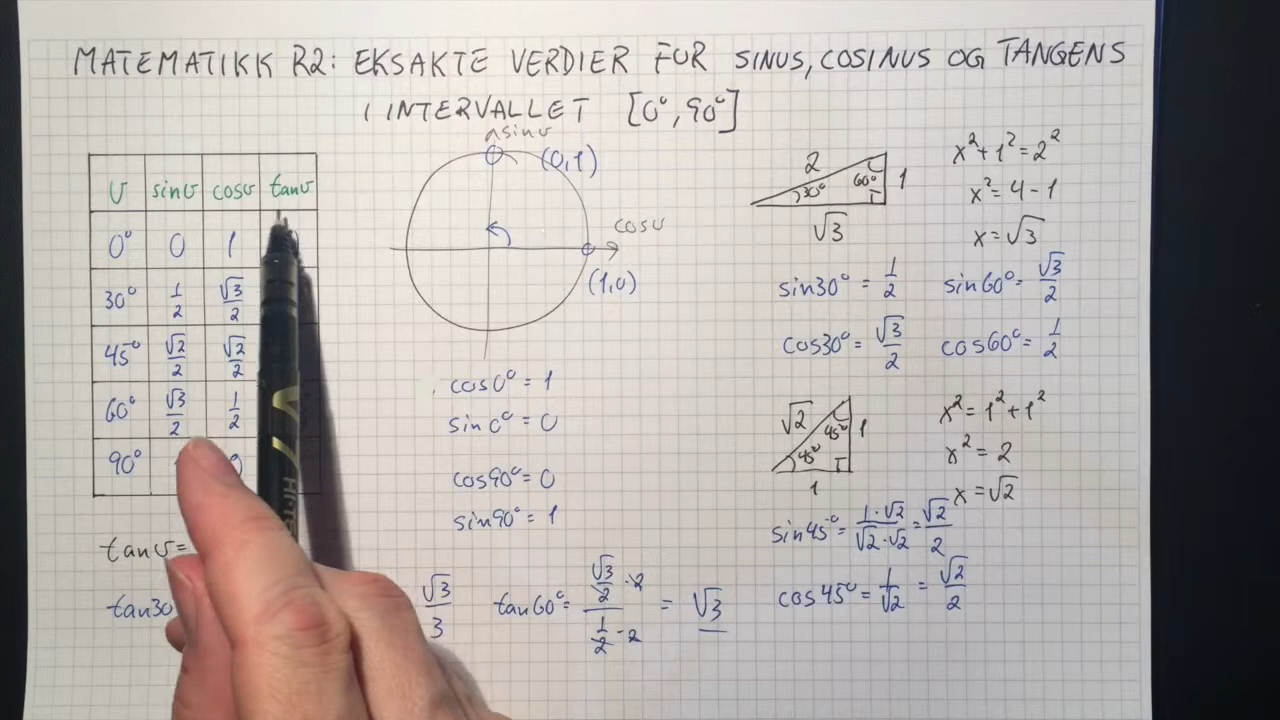 MATEMATIKK R2: EKSAKTE VERDIER FOR SINUS, COSINUS OG TANGENS
I INTERVALLET [0°, 90°]
v sinv cosv tanv
0° 0 1
30° 1/2 √3/2
45° √2/2 √2/2
60° √3/2 1/2
90° 0
sinv
(0,1)
cosv
(1,0)
cos0° = 1
sin0° = 0
cos90° = 0
sin90° = 1
tanv =
tan30
√3/3
tan60° = (√3/2 · 2)/(1/2 · 2) = √3
2 1
30° 60°
√3
x² + 1² = 2²
x² = 4 - 1
x = √3
sin30° = 1/2 sin60° = √3/2
cos30° = √3/2 cos60° = 1/2
√2 45° 1
45°
1
x² = 1² + 1²
x² = 2
x = √2
sin45° = (1 · √2)/(√2 · √2) = √2/2
cos45° = 1/√2 = √2/2
V7
HI-TE